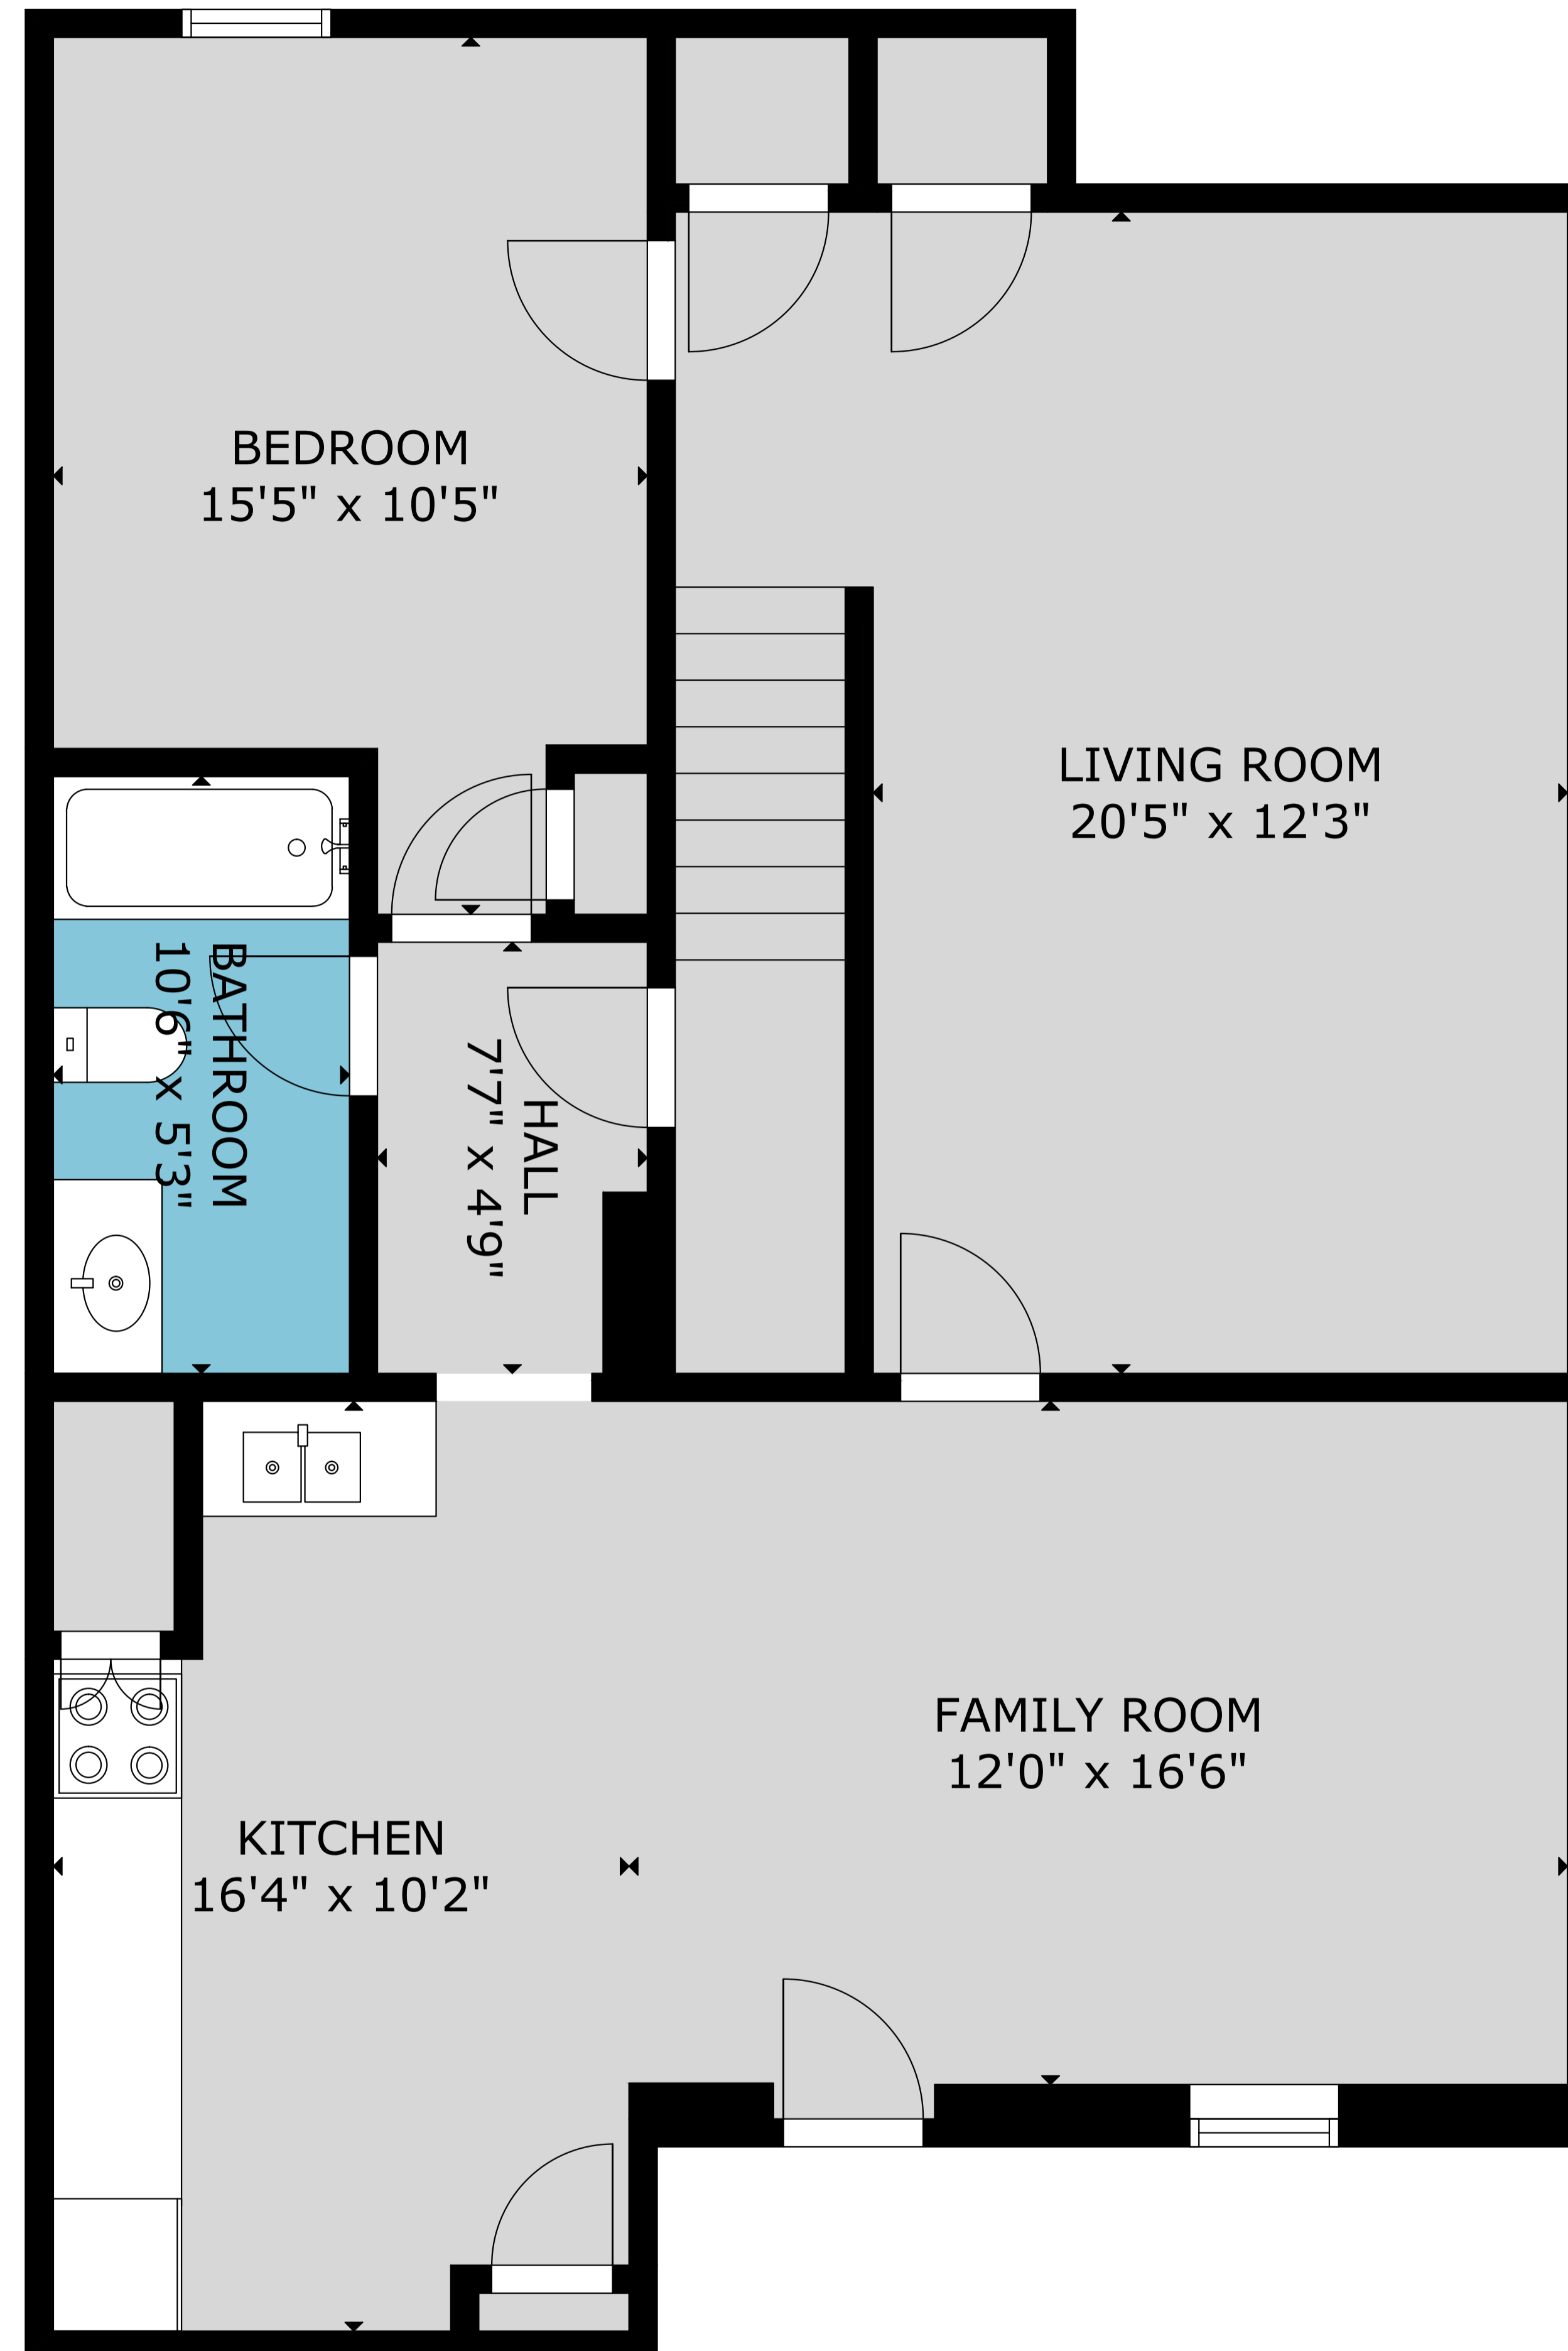 BEDROOM
15'5" x 10'5"
LIVING ROOM
20'5" x 12'3"
BATHROOM
10'6" x 5'3"
HALL
7'7" x 4'9"
FAMILY ROOM
12'0" x 16'6"
KITCHEN
16'4" x 10'2"